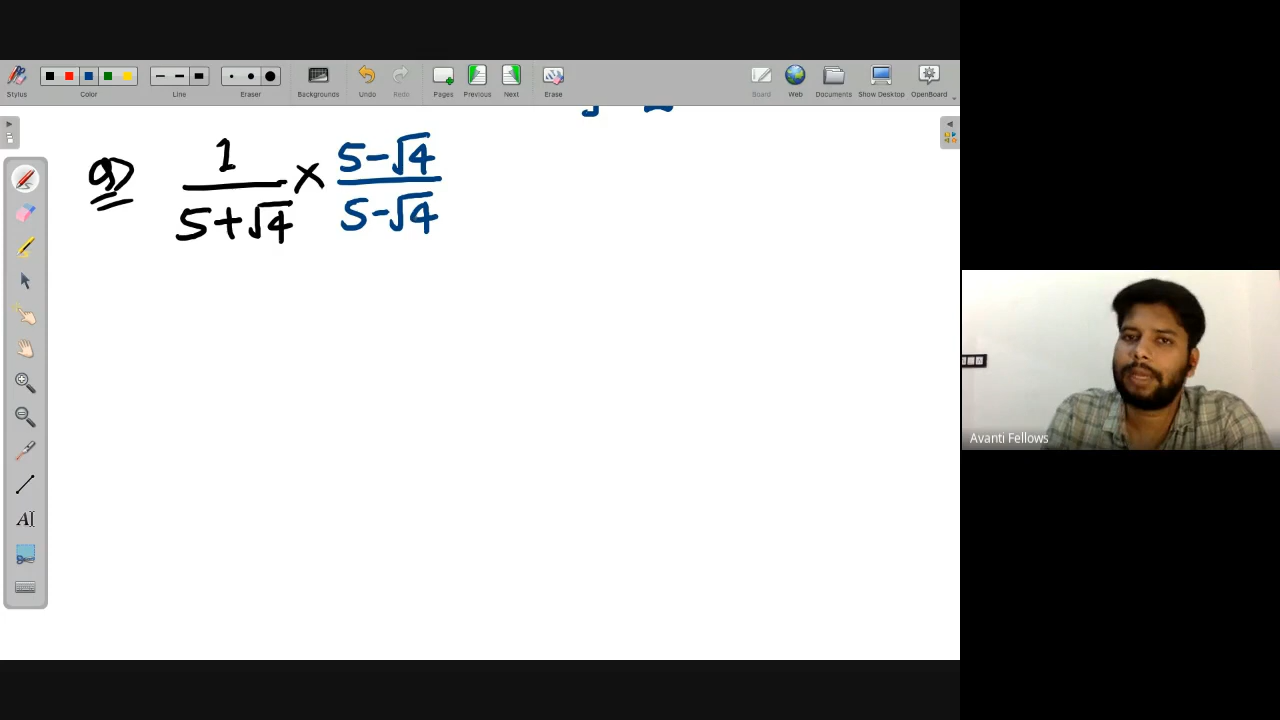 Stylus Color Line Eraser Backgrounds Undo Redo Pages Previous Next Erase Board Web Documents Show Desktop OpenBoard
Q) 1/(5+√4) × (5-√4)/(5-√4)
AI
Avanti Fellows